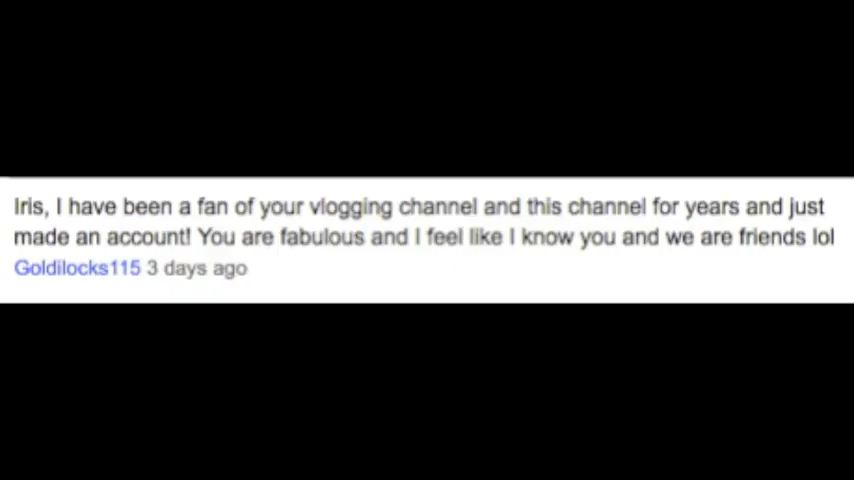 Iris, I have been a fan of your vlogging channel and this channel for years and just
made an account! You are fabulous and I feel like I know you and we are friends lol
Goldilocks115 3 days ago